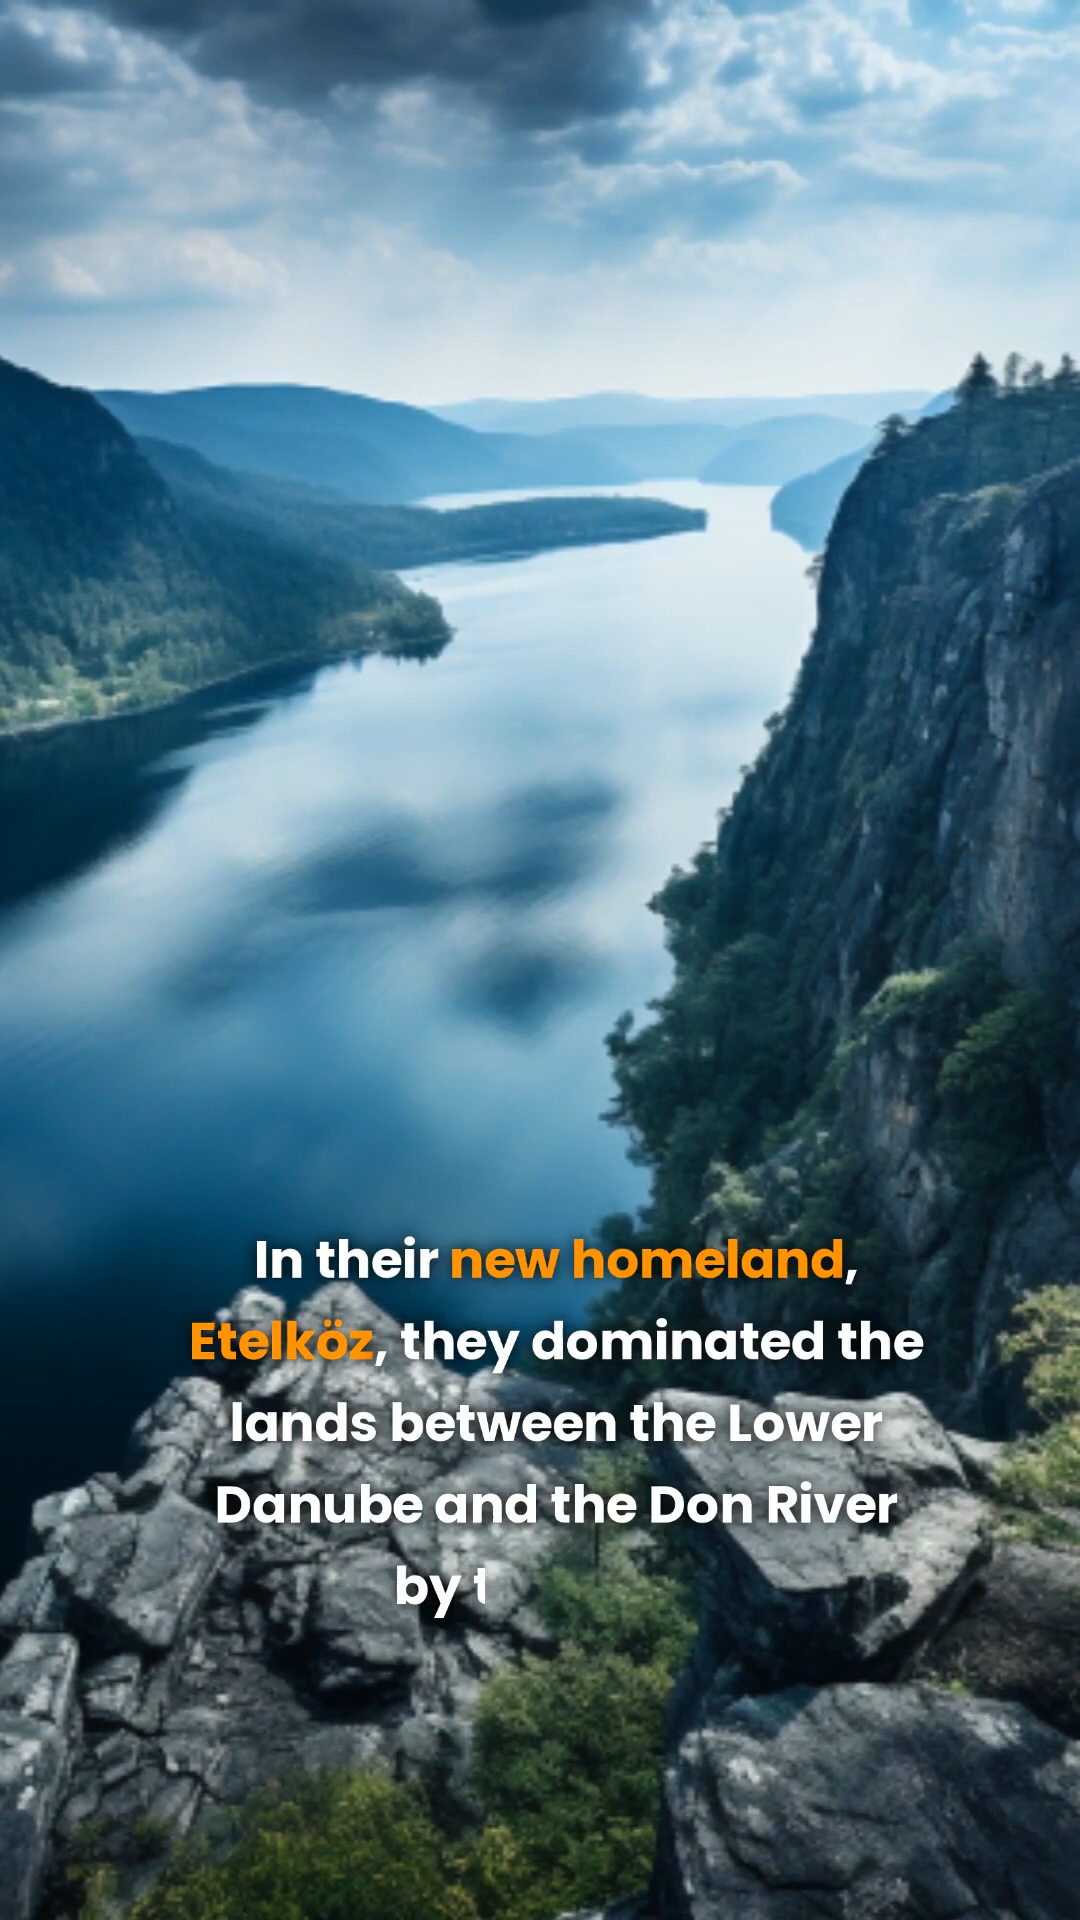 In their new homeland,
Etelköz, they dominated the
lands between the Lower
Danube and the Don River
by t